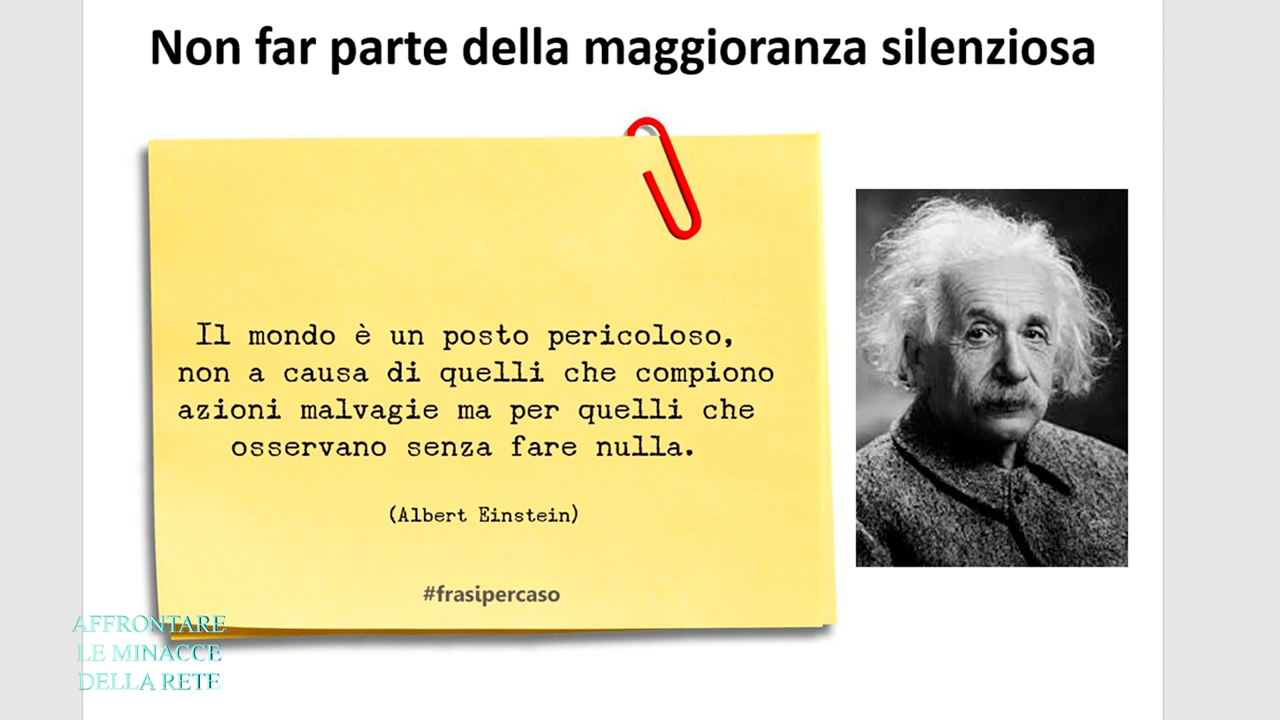 Non far parte della maggioranza silenziosa
Il mondo è un posto pericoloso,
non a causa di quelli che compiono
azioni malvagie ma per quelli che
osservano senza fare nulla.
(Albert Einstein)
#frasipercaso
AFFRONTARE
LE MINACCE
DELLA RETE